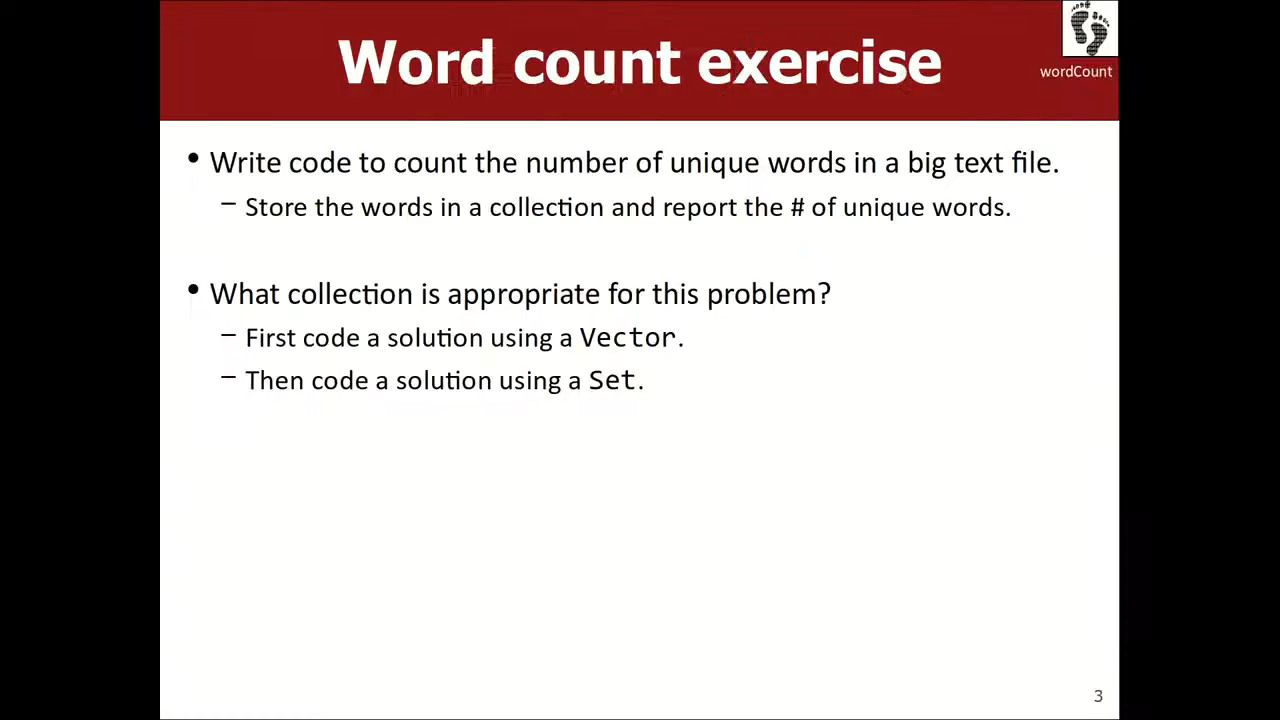 Word count exercise
wordCount
• Write code to count the number of unique words in a big text file.
– Store the words in a collection and report the # of unique words.
• What collection is appropriate for this problem?
– First code a solution using a Vector.
– Then code a solution using a Set.
3